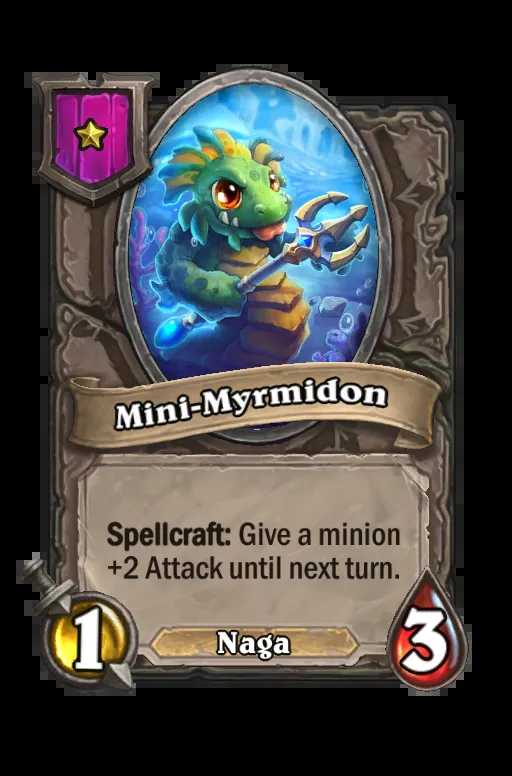 Mini-Myrmidon
Spellcraft: Give a minion
+2 Attack until next turn.
1
Naga
3